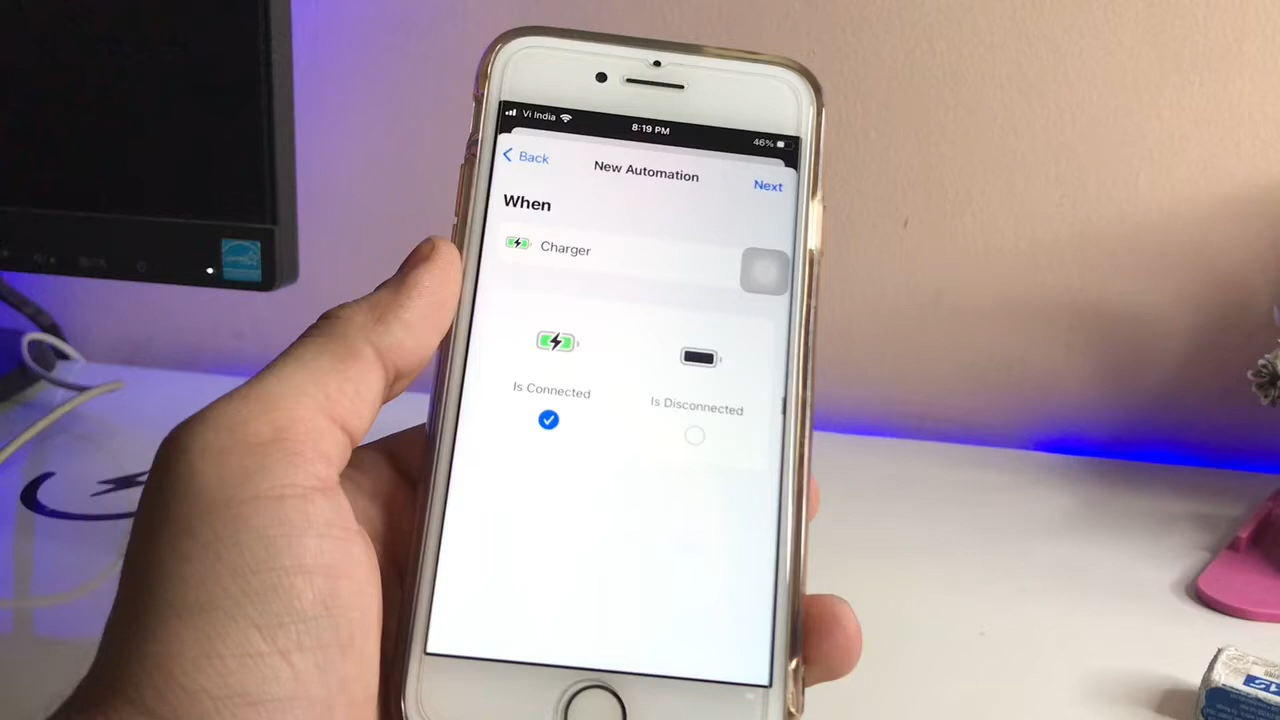 Vi India
8:19 PM
46%
Back
New Automation
Next
When
Charger
Is Connected
Is Disconnected